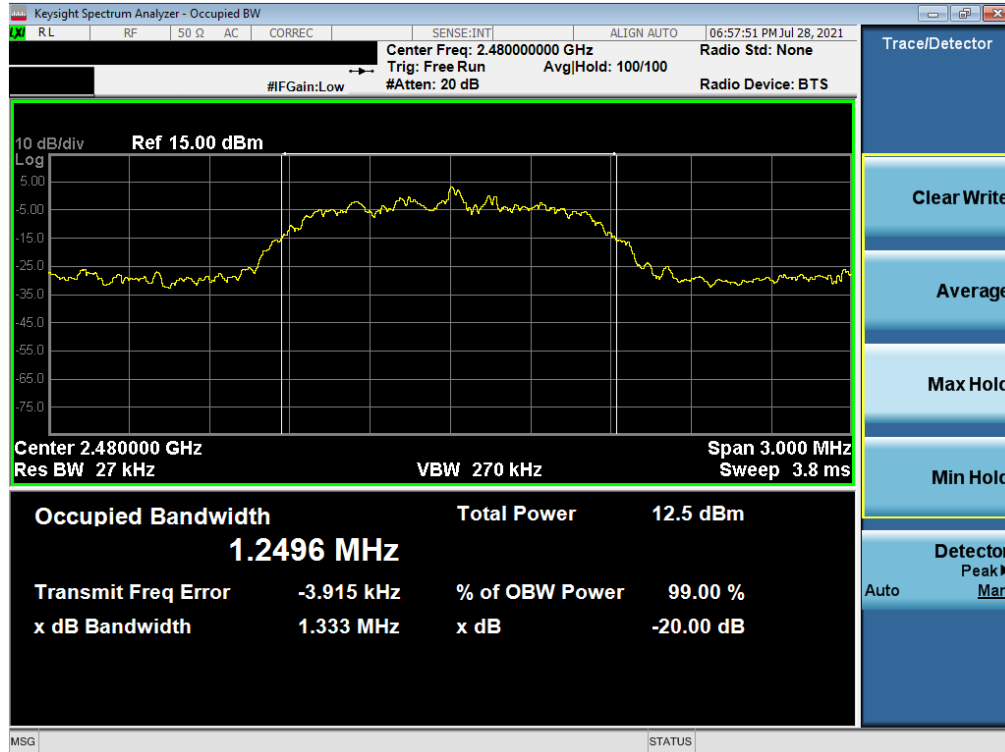 Keysight Spectrum Analyzer - Occupied BW
LXI RL RF 50 Ω AC CORREC SENSE:INT ALIGN AUTO 06:57:51 PM Jul 28, 2021
Center Freq: 2.480000000 GHz Radio Std: None
Trig: Free Run Avg|Hold: 100/100
#IFGain:Low #Atten: 20 dB Radio Device: BTS
10 dB/div Ref 15.00 dBm
Log
5.00
-5.00
-15.0
-25.0
-35.0
-45.0
-55.0
-65.0
-75.0
Center 2.480000 GHz Span 3.000 MHz
Res BW 27 kHz VBW 270 kHz Sweep 3.8 ms
Occupied Bandwidth Total Power 12.5 dBm
1.2496 MHz
Transmit Freq Error -3.915 kHz % of OBW Power 99.00 %
x dB Bandwidth 1.333 MHz x dB -20.00 dB
MSG STATUS
Trace/Detector
Clear Write
Average
Max Hold
Min Hold
Detector
Peak
Auto Man